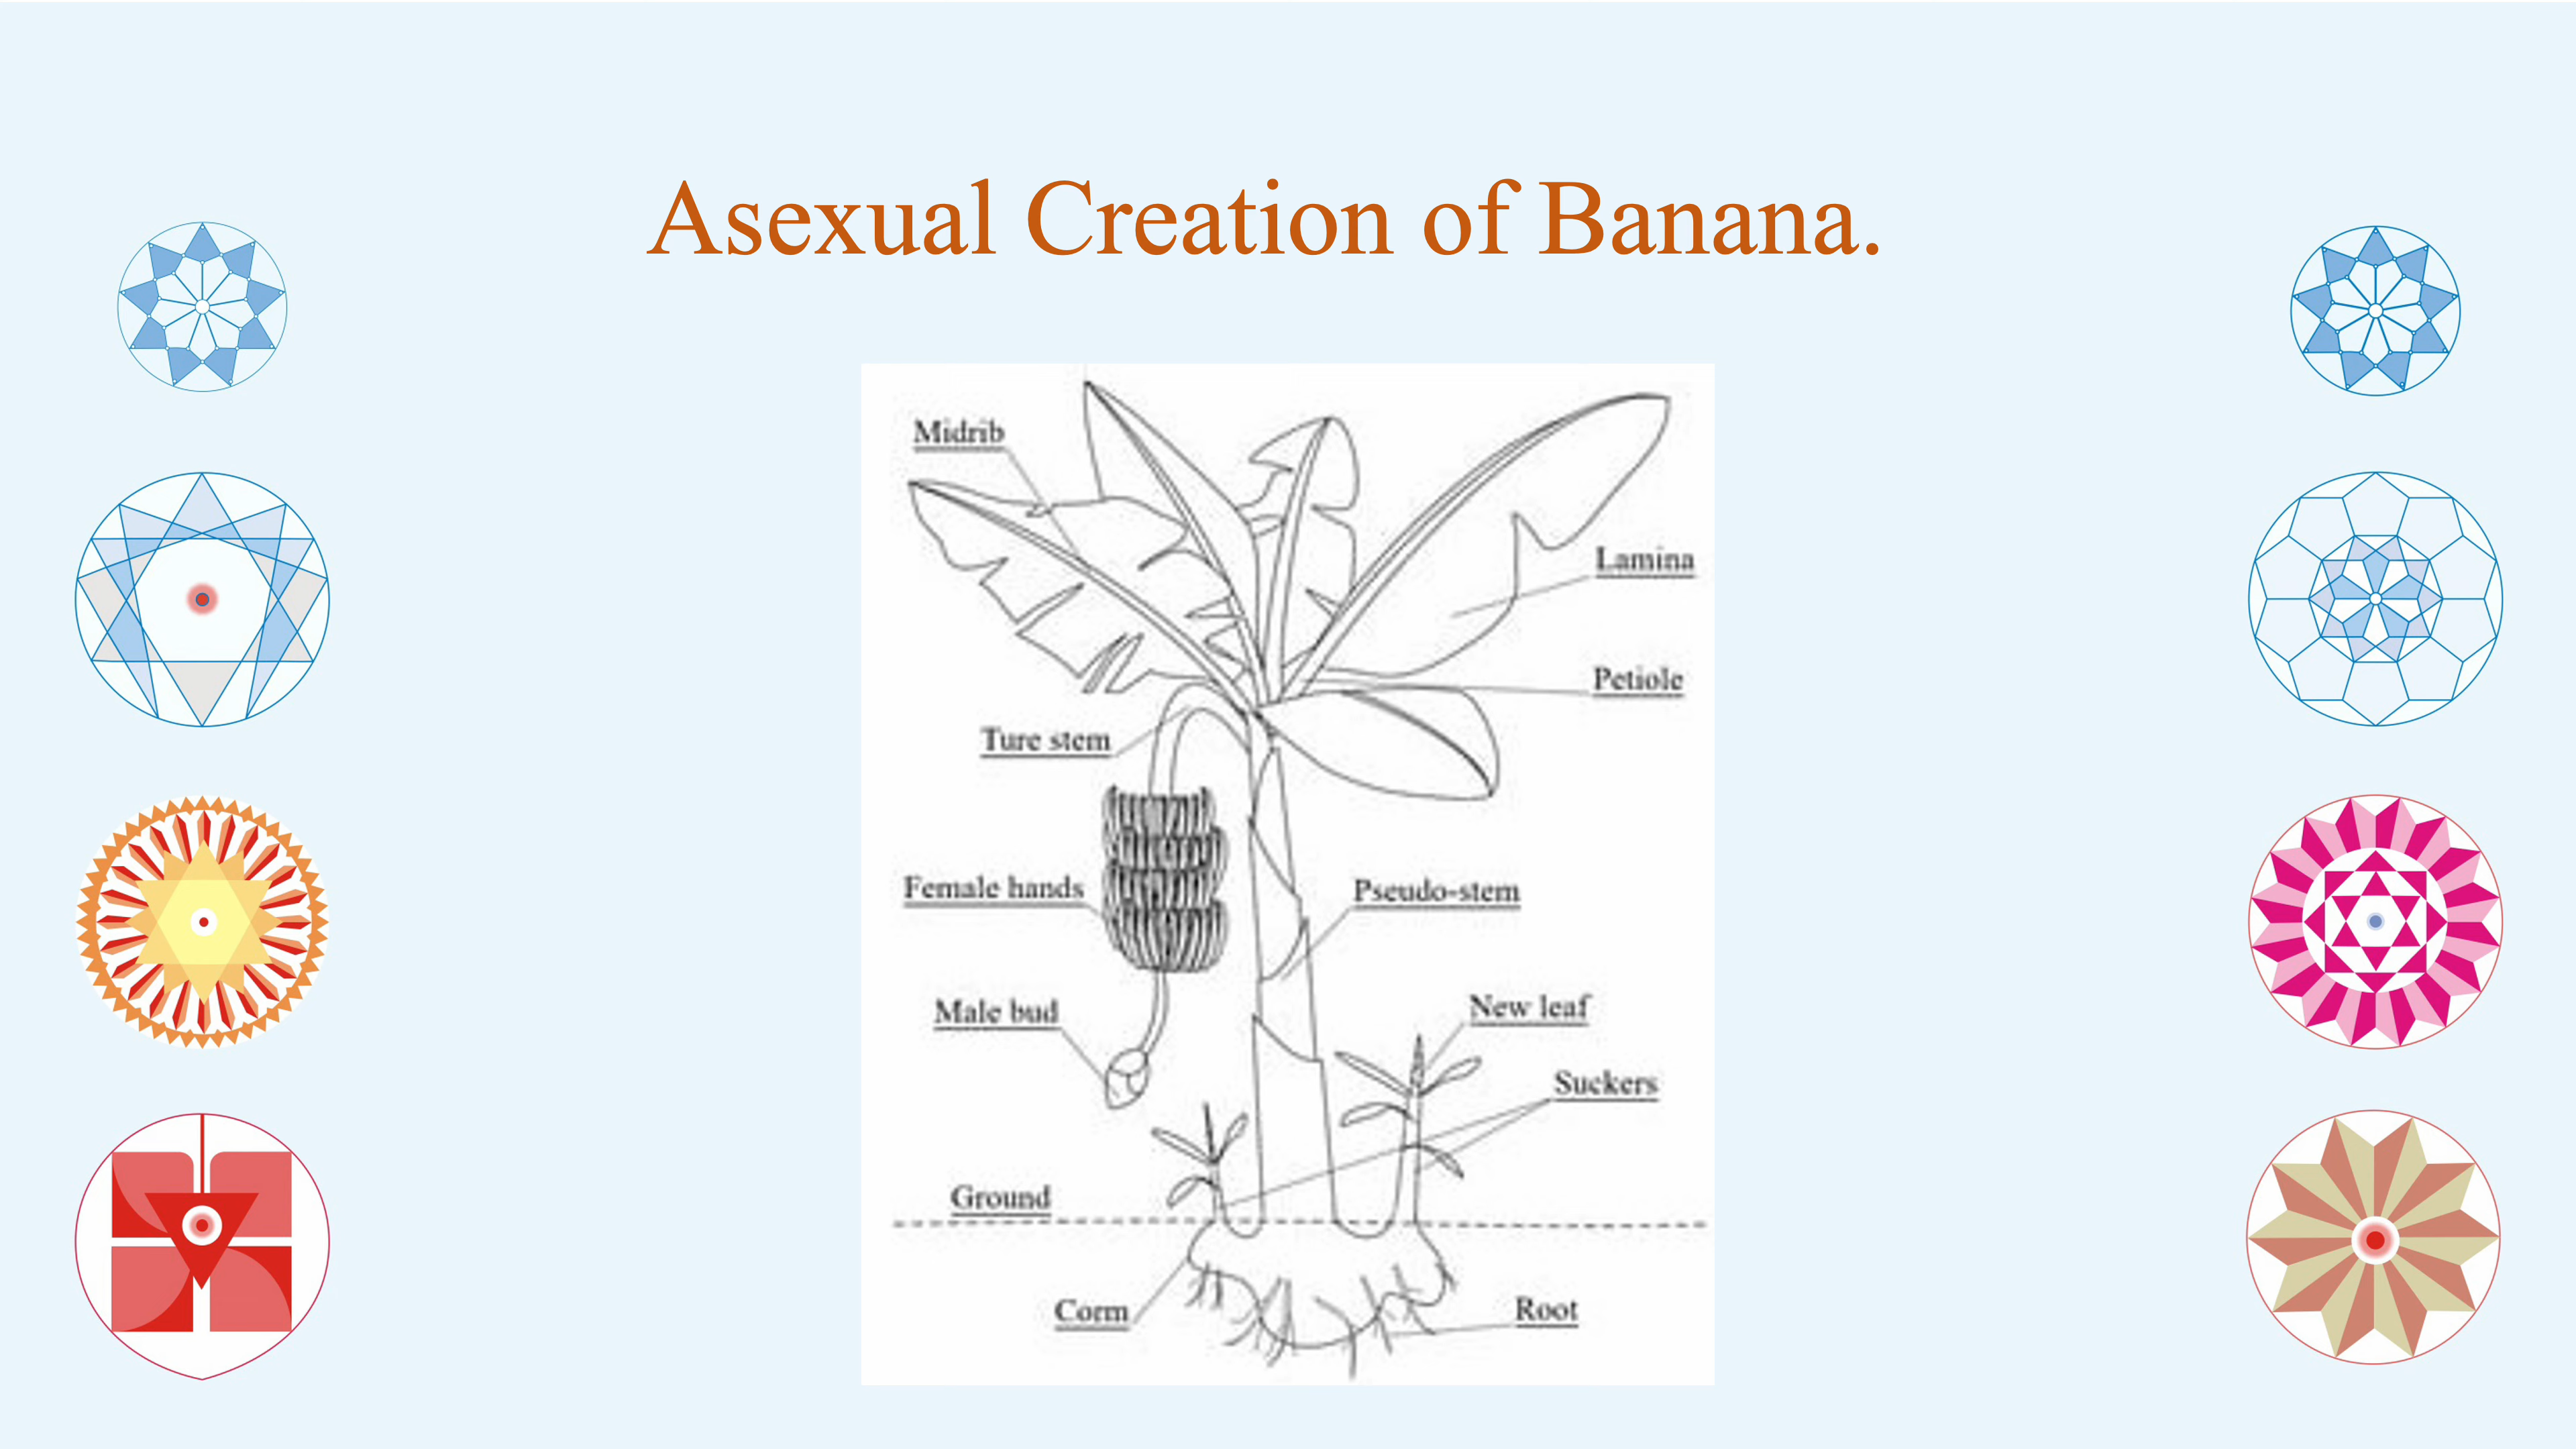 Asexual Creation of Banana.
Midrib
Lamina
Petiole
Ture stem
Female hands
Pseudo-stem
Male bud
New leaf
Suckers
Ground
Corm
Root